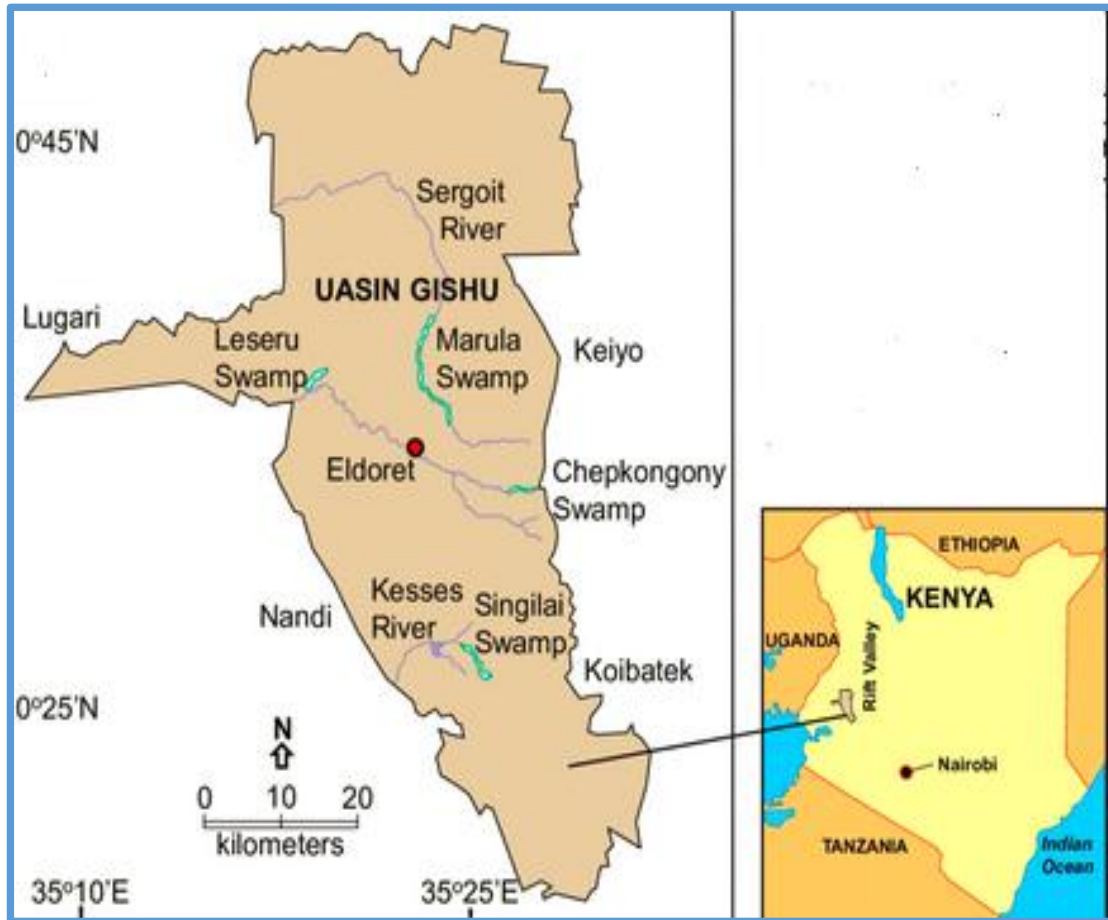 0°45'N
Sergoit
River
UASIN GISHU
Lugari
Leseru
Swamp
Marula
Swamp
Keiyo
Eldoret
Chepkongony
Swamp
Nandi
Kesses
River
Singilai
Swamp
Koibatek
0°25'N
N
0 10 20
kilometers
35°10'E
35°25'E
ETHIOPIA
KENYA
UGANDA
Rift Valley
Nairobi
TANZANIA
Indian
Ocean